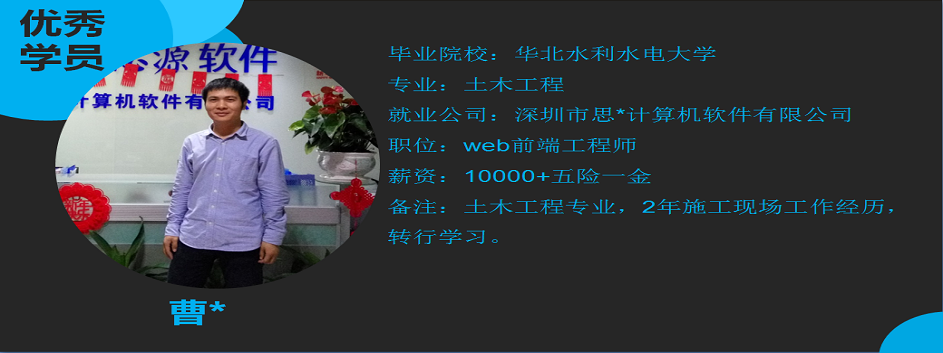 优秀
学员
思源软件
计算机软件有限公司
毕业院校：华北水利水电大学
专业：土木工程
就业公司：深圳市思*计算机软件有限公司
职位：web前端工程师
薪资：10000+五险一金
备注：土木工程专业，2年施工现场工作经历，
转行学习。
曹*